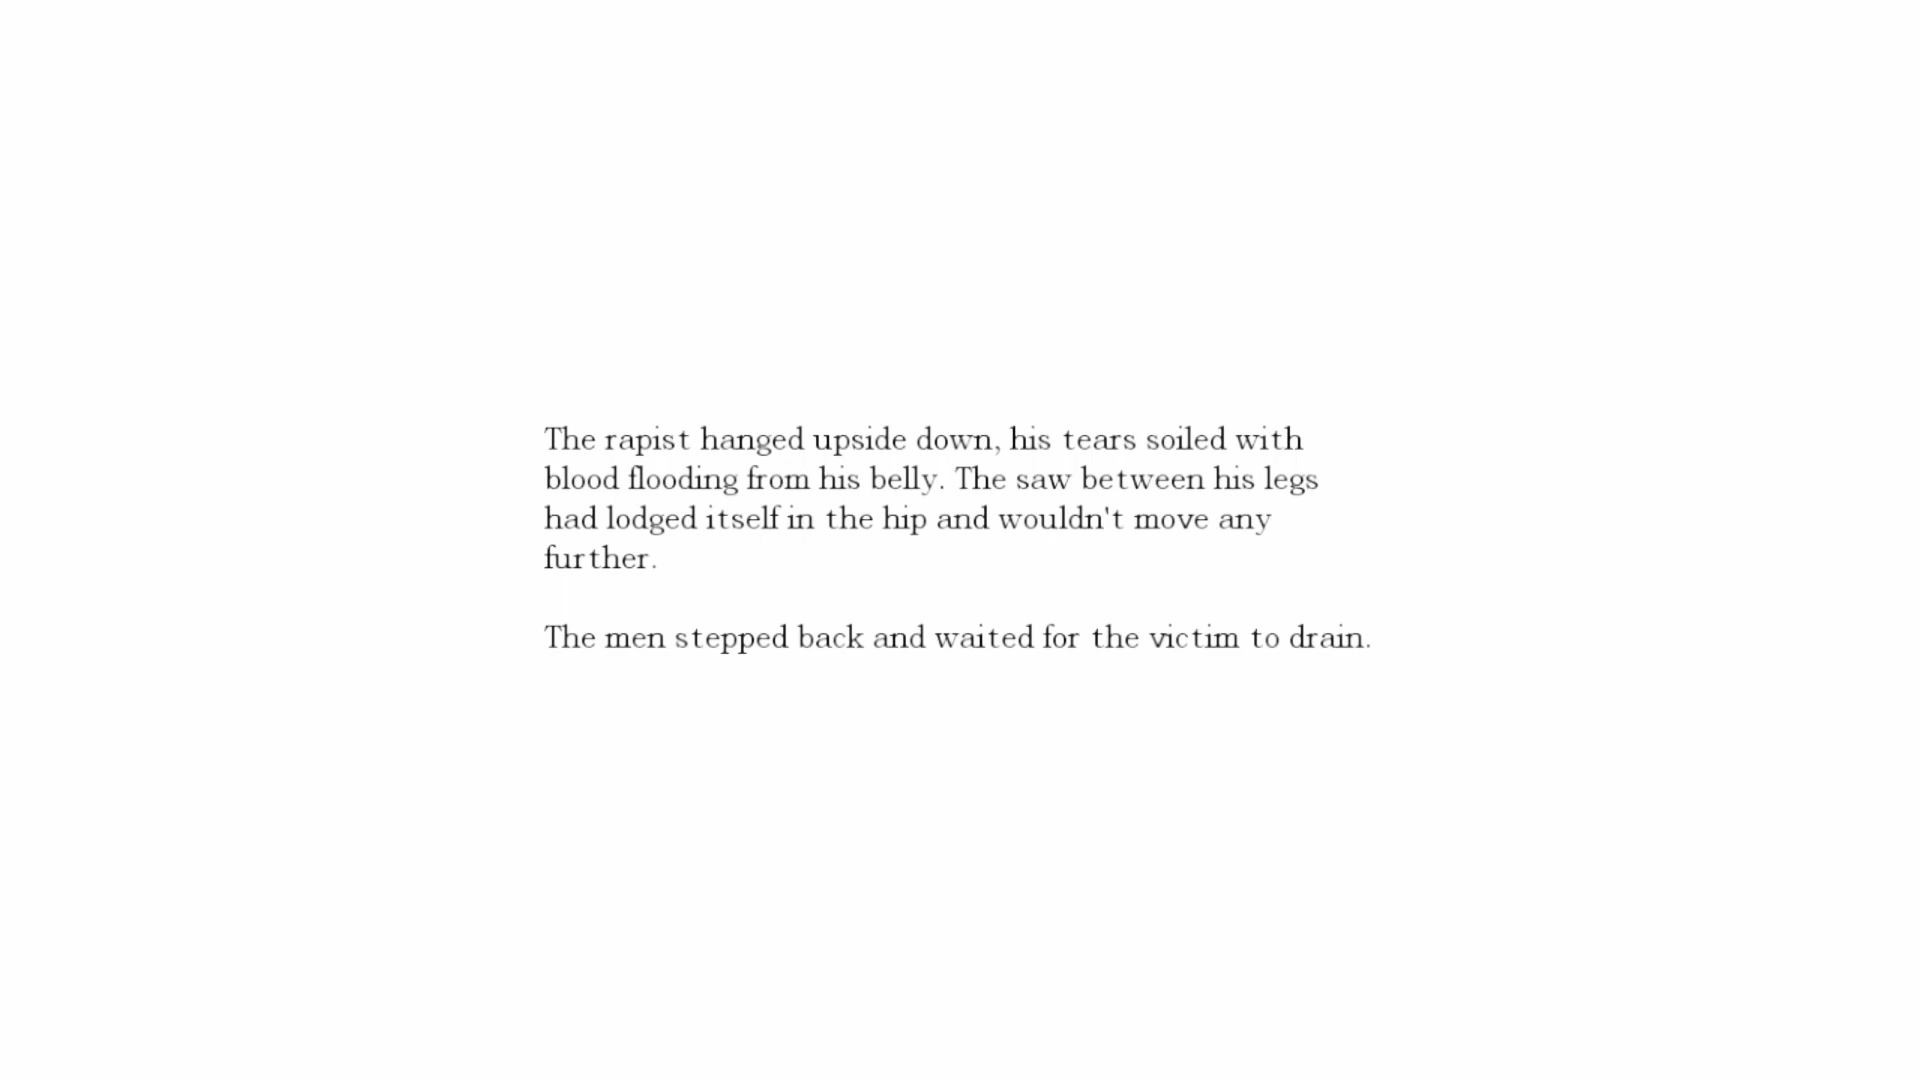 The rapist hanged upside down, his tears soiled with
blood flooding from his belly. The saw between his legs
had lodged itself in the hip and wouldn't move any
further.
The men stepped back and waited for the victim to drain.